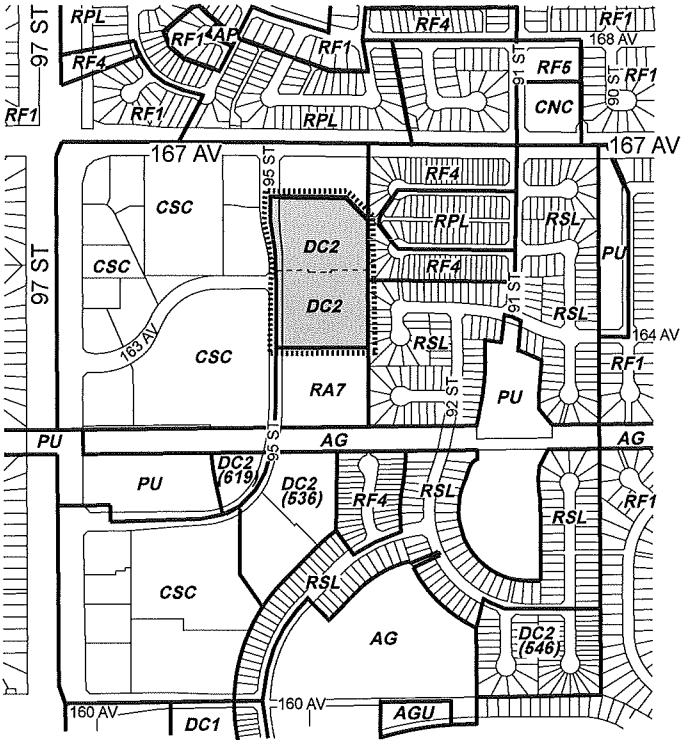 RPL
RF4
RF1
97 ST
RF4
RF1
AP
RF1
168 AV
91 ST
RF5
90 ST
RF1
RF1
RF1
RPL
CNC
167 AV
167 AV
95 ST
RF4
CSC
RPL
RSL
DC2
CSC
RF4
PU
97 ST
91 ST
DC2
RSL
163 AV
CSC
RSL
164 AV
RF1
RA7
PU
92 ST
PU
95 ST
AG
AG
PU
DC2
(619)
DC2
(536)
RF4
RSL
RSL
RF1
CSC
RSL
AG
DC2
(546)
160 AV
160 AV
DC1
AGU